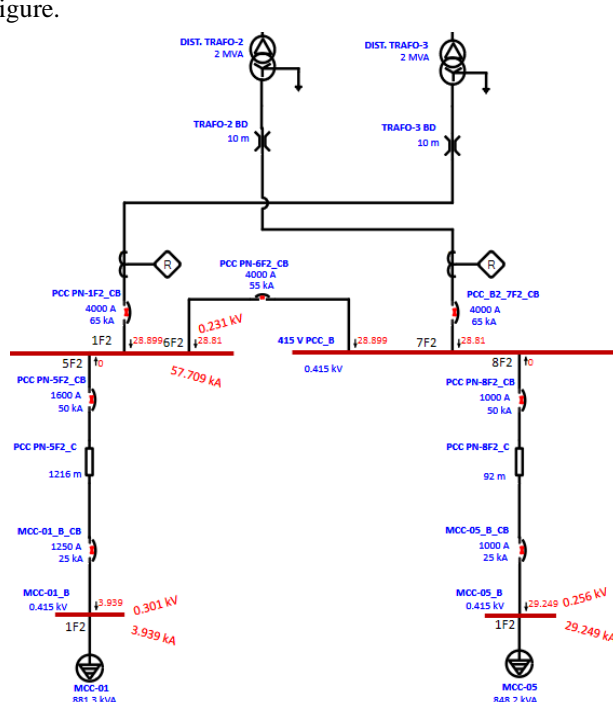 igure.
DIST. TRAFO-2
2 MVA
DIST. TRAFO-3
2 MVA
TRAFO-2 BD
10 m
TRAFO-3 BD
10 m
R
R
PCC PN-6F2_CB
4000 A
55 kA
PCC PN-1F2_CB
4000 A
65 kA
PCC_B2_7F2_CB
4000 A
65 kA
1F2
28.899
6F2
0.231 kV
28.81
415 V PCC_B
28.899
7F2
28.81
57.709 kA
0.415 kV
5F2
0
8F2
0
PCC PN-5F2_CB
1600 A
50 kA
PCC PN-8F2_CB
1000 A
50 kA
PCC PN-5F2_C
1216 m
PCC PN-8F2_C
92 m
MCC-01_B_CB
1250 A
25 kA
MCC-05_B_CB
1000 A
25 kA
MCC-01_B
0.415 kV
3.939
0.301 kV
MCC-05_B
0.415 kV
29.249
0.256 kV
1F2
3.939 kA
1F2
29.249 kA
MCC-01
881.3 kVA
MCC-05
848.2 kVA